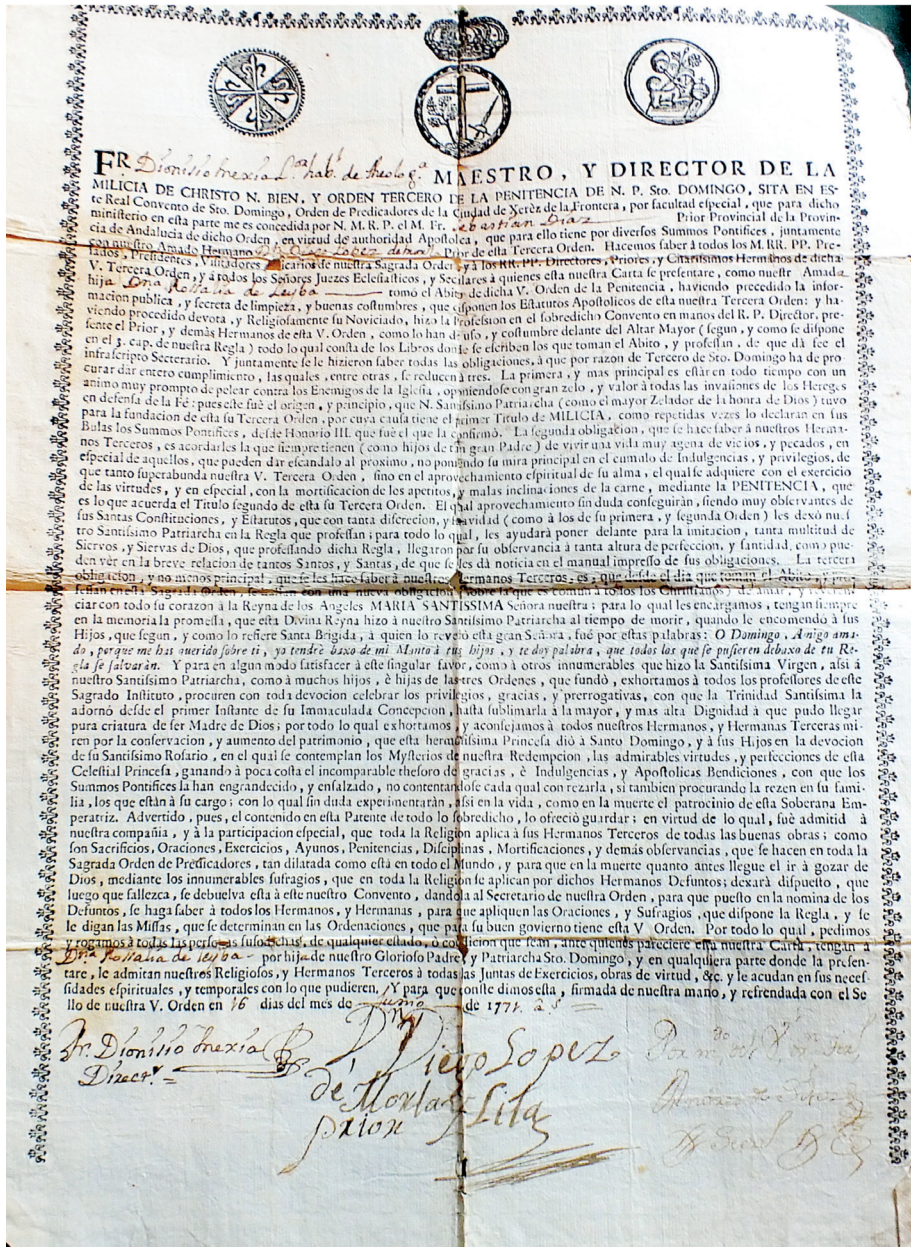 FR. Dionisio Mexia Lᵒʳ hab.ˡ de theologᵃ MAESTRO, Y DIRECTOR DE LA
MILICIA DE CHRISTO N. BIEN, Y ORDEN TERCERO DE LA PENITENCIA DE N. P. Sto. DOMINGO, SITA EN ES-
te Real Convento de Sto. Domingo, Orden de Predicadores de la Ciudad de Xerèz de la Frontera, por facultad especial, que para dicho
ministerio en esta parte me es concedida por N. M. R. P. el M. Fr. Sebastian Diaz Prior Provincial de la Provin-
cia de Andalucia de dicho Orden, en virtud de authoridad Apostolica, que para ello tiene por diversos Summos Pontifices, juntamente
con nuestro Amado Hermano Dn Diego Lopez de Prior de esta Tercera Orden. Hacemos saber à todos los M. RR. PP. Pre-
lados, Presidentes, Visitadores, Vicarios de nuestra Sagrada Orden, y à los RR. PP. Directores, Priores, y Charissimos Hermanos de dicha
V. Tercera Orden, y à todos los Señores Juezes Eclesiasticos, y Seculares à quienes esta nuestra Carta se presentare, como nuestr Amada
hija Dna Rosalia de Leyba tomó el Abito de dicha V. Orden de la Penitencia, haviendo precedido la infor-
macion publica, y secreta de limpieza, y buenas costumbres, que disponen los Estatutos Apostolicos de esta nuestra Tercera Orden: y ha-
viendo procedido devota, y Religiosamente su Noviciado, hizo la Profession en el sobredicho Convento en manos del R. P. Director, pre-
sente el Prior, y demàs Hermanos de esta V. Orden, como lo han de uso, y costumbre delante del Altar Mayor (segun, y como se dispone
en el 3. cap. de nuestra Regla) todo lo qual consta de los Libros donde se escriben los que toman el Abito, y professan, de que dà fee el
infrascripto Secretario. Y juntamente se le hizieron saber todas las obligaciones, à que por razon de Tercero de Sto. Domingo ha de pro-
curar dàr entero cumplimiento, las quales, entre otras, se reducen à tres. La primera, y mas principal es estàr en todo tiempo con un
animo muy prompto de pelear contra los Enemigos de la Iglesia, oponiendose con gran zelo, y valor à todas las invasiones de los Hereges
en defensa de la Fè: pues este fuè el origen, y principio, que N. Santissimo Patriarcha (como el mayor Zelador de la honra de Dios) tuvo
para la fundacion de esta su Tercera Orden, por cuya causa tiene el primer Titulo de MILICIA, como repetidas vezes lo declaran en sus
Bulas los Summos Pontifices, desde Honorio III. que fuè el que la confirmó. La segunda obligacion, que se hace saber à nuestros Herma-
nos Terceros, es acordarles la que siempre tienen (como hijos de tan gran Padre) de vivir una vida muy agena de vicios, y pecados, en
especial de aquellos, que pueden dar escandalo al proximo, no poniendo su mira principal en el cumulo de Indulgencias, y privilegios, de
que tanto superabunda nuestra V. Tercera Orden, sino en el aprovechamiento espiritual de su alma, el qual se adquiere con el exercicio
de las virtudes, y en especial, con la mortificacion de los apetitos, y malas inclinaciones de la carne, mediante la PENITENCIA, que
es lo que acuerda el Titulo segundo de esta su Tercera Orden. El qual aprovechamiento sin duda conseguiràn, siendo muy observantes de
sus Santas Constituciones, y Estatutos, que con tanta discrecion, y suavidad (como à los de su primera, y segunda Orden) les dexó nues-
tro Santissimo Patriarcha en la Regla que professan; para todo lo qual, les ayudarà poner delante para la imitacion, tanta multitud de
Siervos, y Siervas de Dios, que professando dicha Regla, llegaron por su observancia à tanta altura de perfeccion, y santidad, como pue-
den vèr en la breve relacion de tantos Santos, y Santas, de que se les dà noticia en el manual impresso de sus obligaciones. La tercera
obligacion, y no menos principal, que se les hace saber à nuestros Hermanos Terceros, es, que desde el dia que toman el Abito, y pro-
fessan en esta Sagrada Orden, se hallan con una nueva obligacion (sobre la que es comun à todos los Christianos) de amar, y reveren-
ciar con todo su corazon à la Reyna de los Angeles MARIA SANTISSIMA Señora nuestra; para lo qual les encargamos, tengan siempre
en la memoria la promessa, que esta Divina Reyna hizo à nuestro Santissimo Patriarcha al tiempo de morir, quando le encomendò à sus
Hijos, que segun, y como lo refiere Santa Brigida, à quien lo revelò esta gran Señora, fuè por estas palabras: O Domingo, Amigo ama-
do, porque me has querido sobre ti, yo tendrè baxo de mi Manto à tus hijos, y te doy palabra, que todos los que se pusieren debaxo de tu Re-
gla se salvaràn. Y para en algun modo satisfacer à este singular favor, como à otros innumerables que hizo la Santissima Virgen, assi à
nuestro Santissimo Patriarcha, como à muchos hijos, è hijas de las tres Ordenes, que fundò, exhortamos à todos los professores de este
Sagrado Instituto, procuren con toda devocion celebrar los privilegios, gracias, y prerrogativas, con que la Trinidad Santissima la
adornó desde el primer Instante de su Immaculada Concepcion, hasta sublimarla à la mayor, y mas alta Dignidad à que pudo llegar
pura criatura de ser Madre de Dios; por todo lo qual exhortamos, y aconsejamos à todos nuestros Hermanos, y Hermanas Terceras mi-
ren por la conservacion, y aumento del patrimonio, que esta hermosissima Princesa diò à Santo Domingo, y à sus Hijos en la devocion
de su Santissimo Rosario, en el qual se contemplan los Mysterios de nuestra Redempcion, las admirables virtudes, y perfecciones de esta
Celestial Princesa, ganando à poca costa el incomparable thesoro de gracias, è Indulgencias, y Apostolicas Bendiciones, con que los
Summos Pontifices la han engrandecido, y ensalzado, no contentandose cada qual con rezarla, si tambien procurando la rezen en su fami-
lia, los que estàn à su cargo; con lo qual sin duda experimentaràn, assi en la vida, como en la muerte el patrocinio de esta Soberana Em-
peratriz. Advertido, pues, el contenido en esta Patente de todo lo sobredicho, lo ofreció guardar; en virtud de lo qual, fuè admitid à
nuestra compañia, y à la participacion especial, que toda la Religion aplica à sus Hermanos Terceros de todas las buenas obras; como
son Sacrificios, Oraciones, Exercicios, Ayunos, Penitencias, Disciplinas, Mortificaciones, y demàs observancias, que se hacen en toda la
Sagrada Orden de Predicadores, tan dilatada como està en todo el Mundo, y para que en la muerte quanto antes llegue el ir à gozar de
Dios, mediante los innumerables sufragios, que en toda la Religion se aplican por dichos Hermanos Defuntos; dexarà dispuesto, que
luego que fallezca, se debuelva esta à este nuestro Convento, dandola al Secretario de nuestra Orden, para que puesto en la nomina de los
Defuntos, se haga saber à todos los Hermanos, y Hermanas, para que apliquen las Oraciones, y Sufragios, que dispone la Regla, y se
le digan las Missas, que se determinan en las Ordenaciones, que para su buen govierno tiene esta V. Orden. Por todo lo qual, pedimos
y rogamos à todas las personas susodichas, de qualquier estado, ò condicion que sean, ante quienes pareciere esta nuestra Carta, tengan à
Dña Rosalia de leyba por hija de nuestro Glorioso Padre, y Patriarcha Sto. Domingo, y en qualquiera parte donde la presen-
tare, le admitan nuestros Religiosos, y Hermanos Terceros à todas las Juntas de Exercicios, obras de virtud, &c. y le acudan en sus neces-
sidades espirituales, y temporales con lo que pudieren. Y para que conste dimos esta, firmada de nuestra mano, y refrendada con el Se-
llo de nuestra V. Orden en 16 dias del mes de Junio de 177
Fr. Dionisio Mexia
Directʳ
Dn Diego Lopez
de Morla
Prior